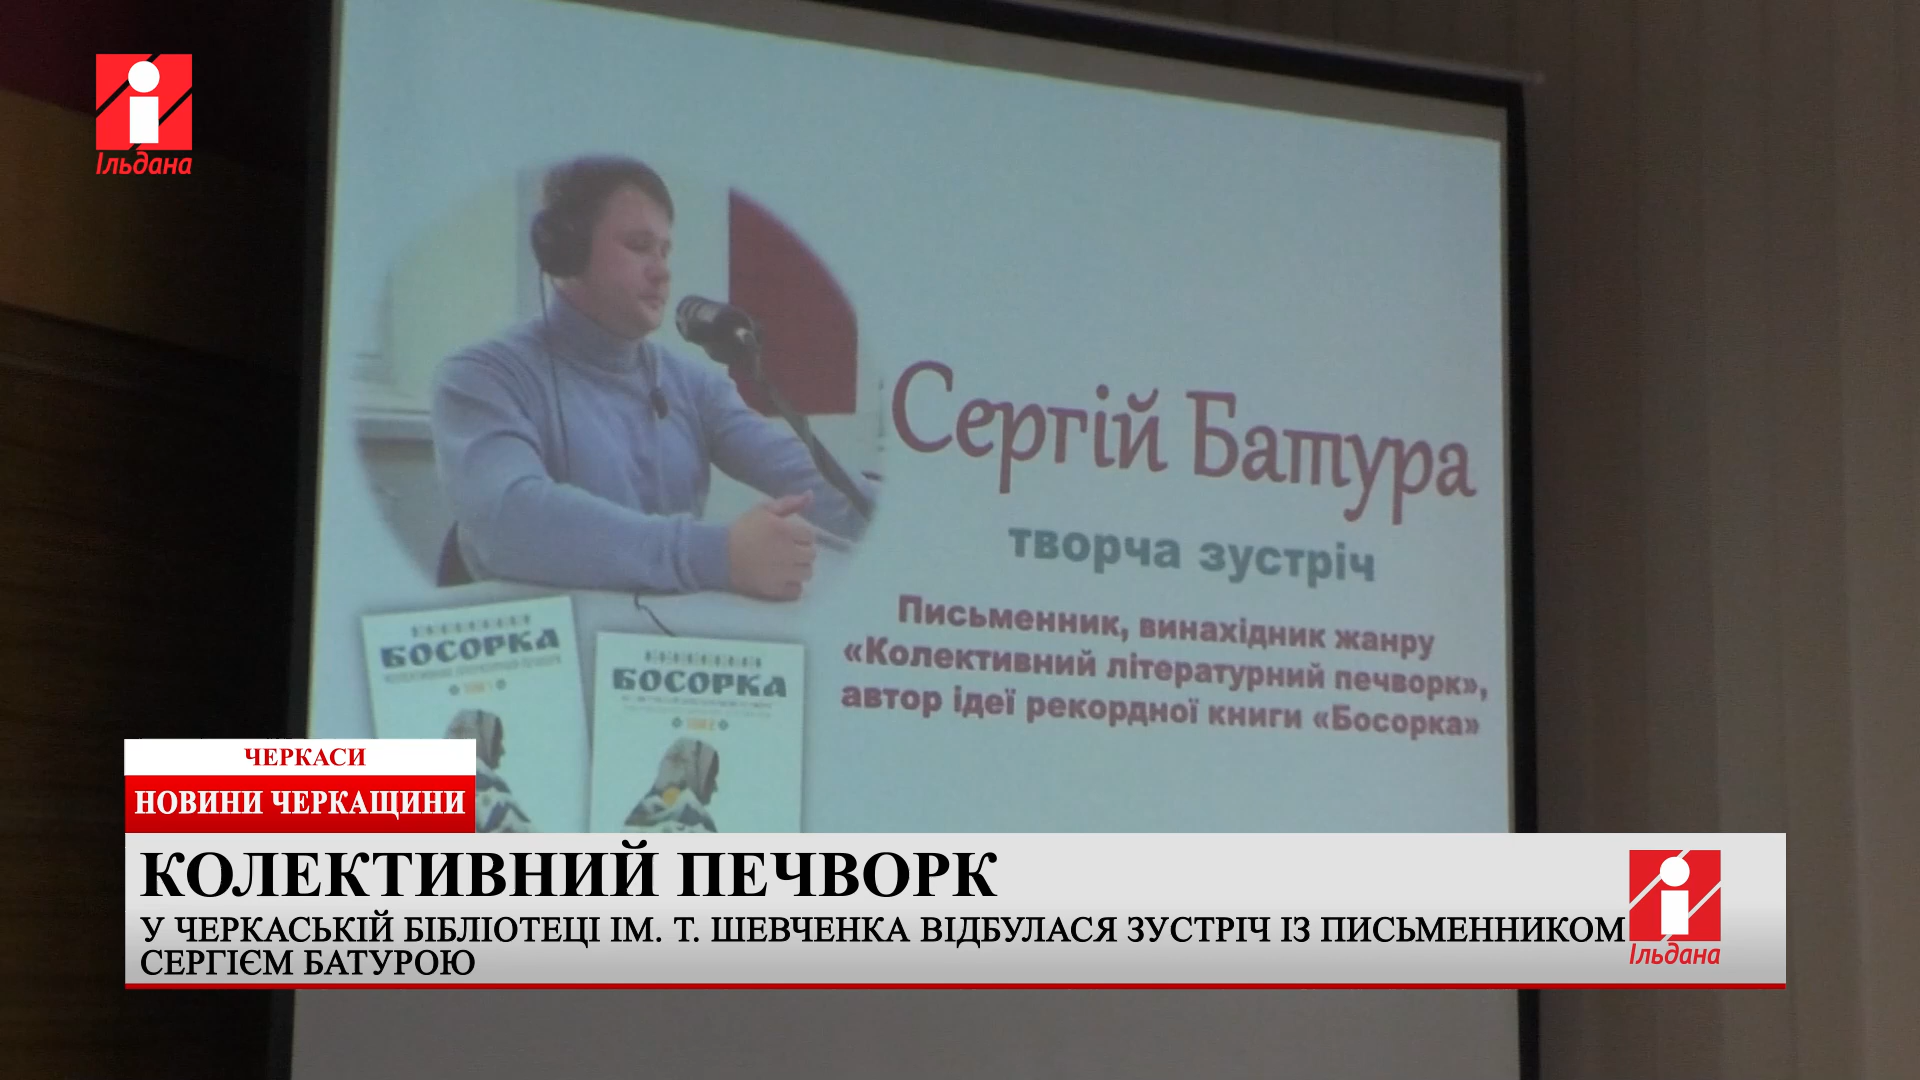 Ільдана
Сергій Батура
творча зустріч
Письменник, винахідник жанру
«Колективний літературний печворк»,
автор ідеї рекордної книги «Босорка»
БОСОРКА
БОСОРКА
ЧЕРКАСИ
НОВИНИ ЧЕРКАЩИНИ
КОЛЕКТИВНИЙ ПЕЧВОРК
У ЧЕРКАСЬКІЙ БІБЛІОТЕЦІ ІМ. Т. ШЕВЧЕНКА ВІДБУЛАСЯ ЗУСТРІЧ ІЗ ПИСЬМЕННИКОМ
СЕРГІЄМ БАТУРОЮ
Ільдана